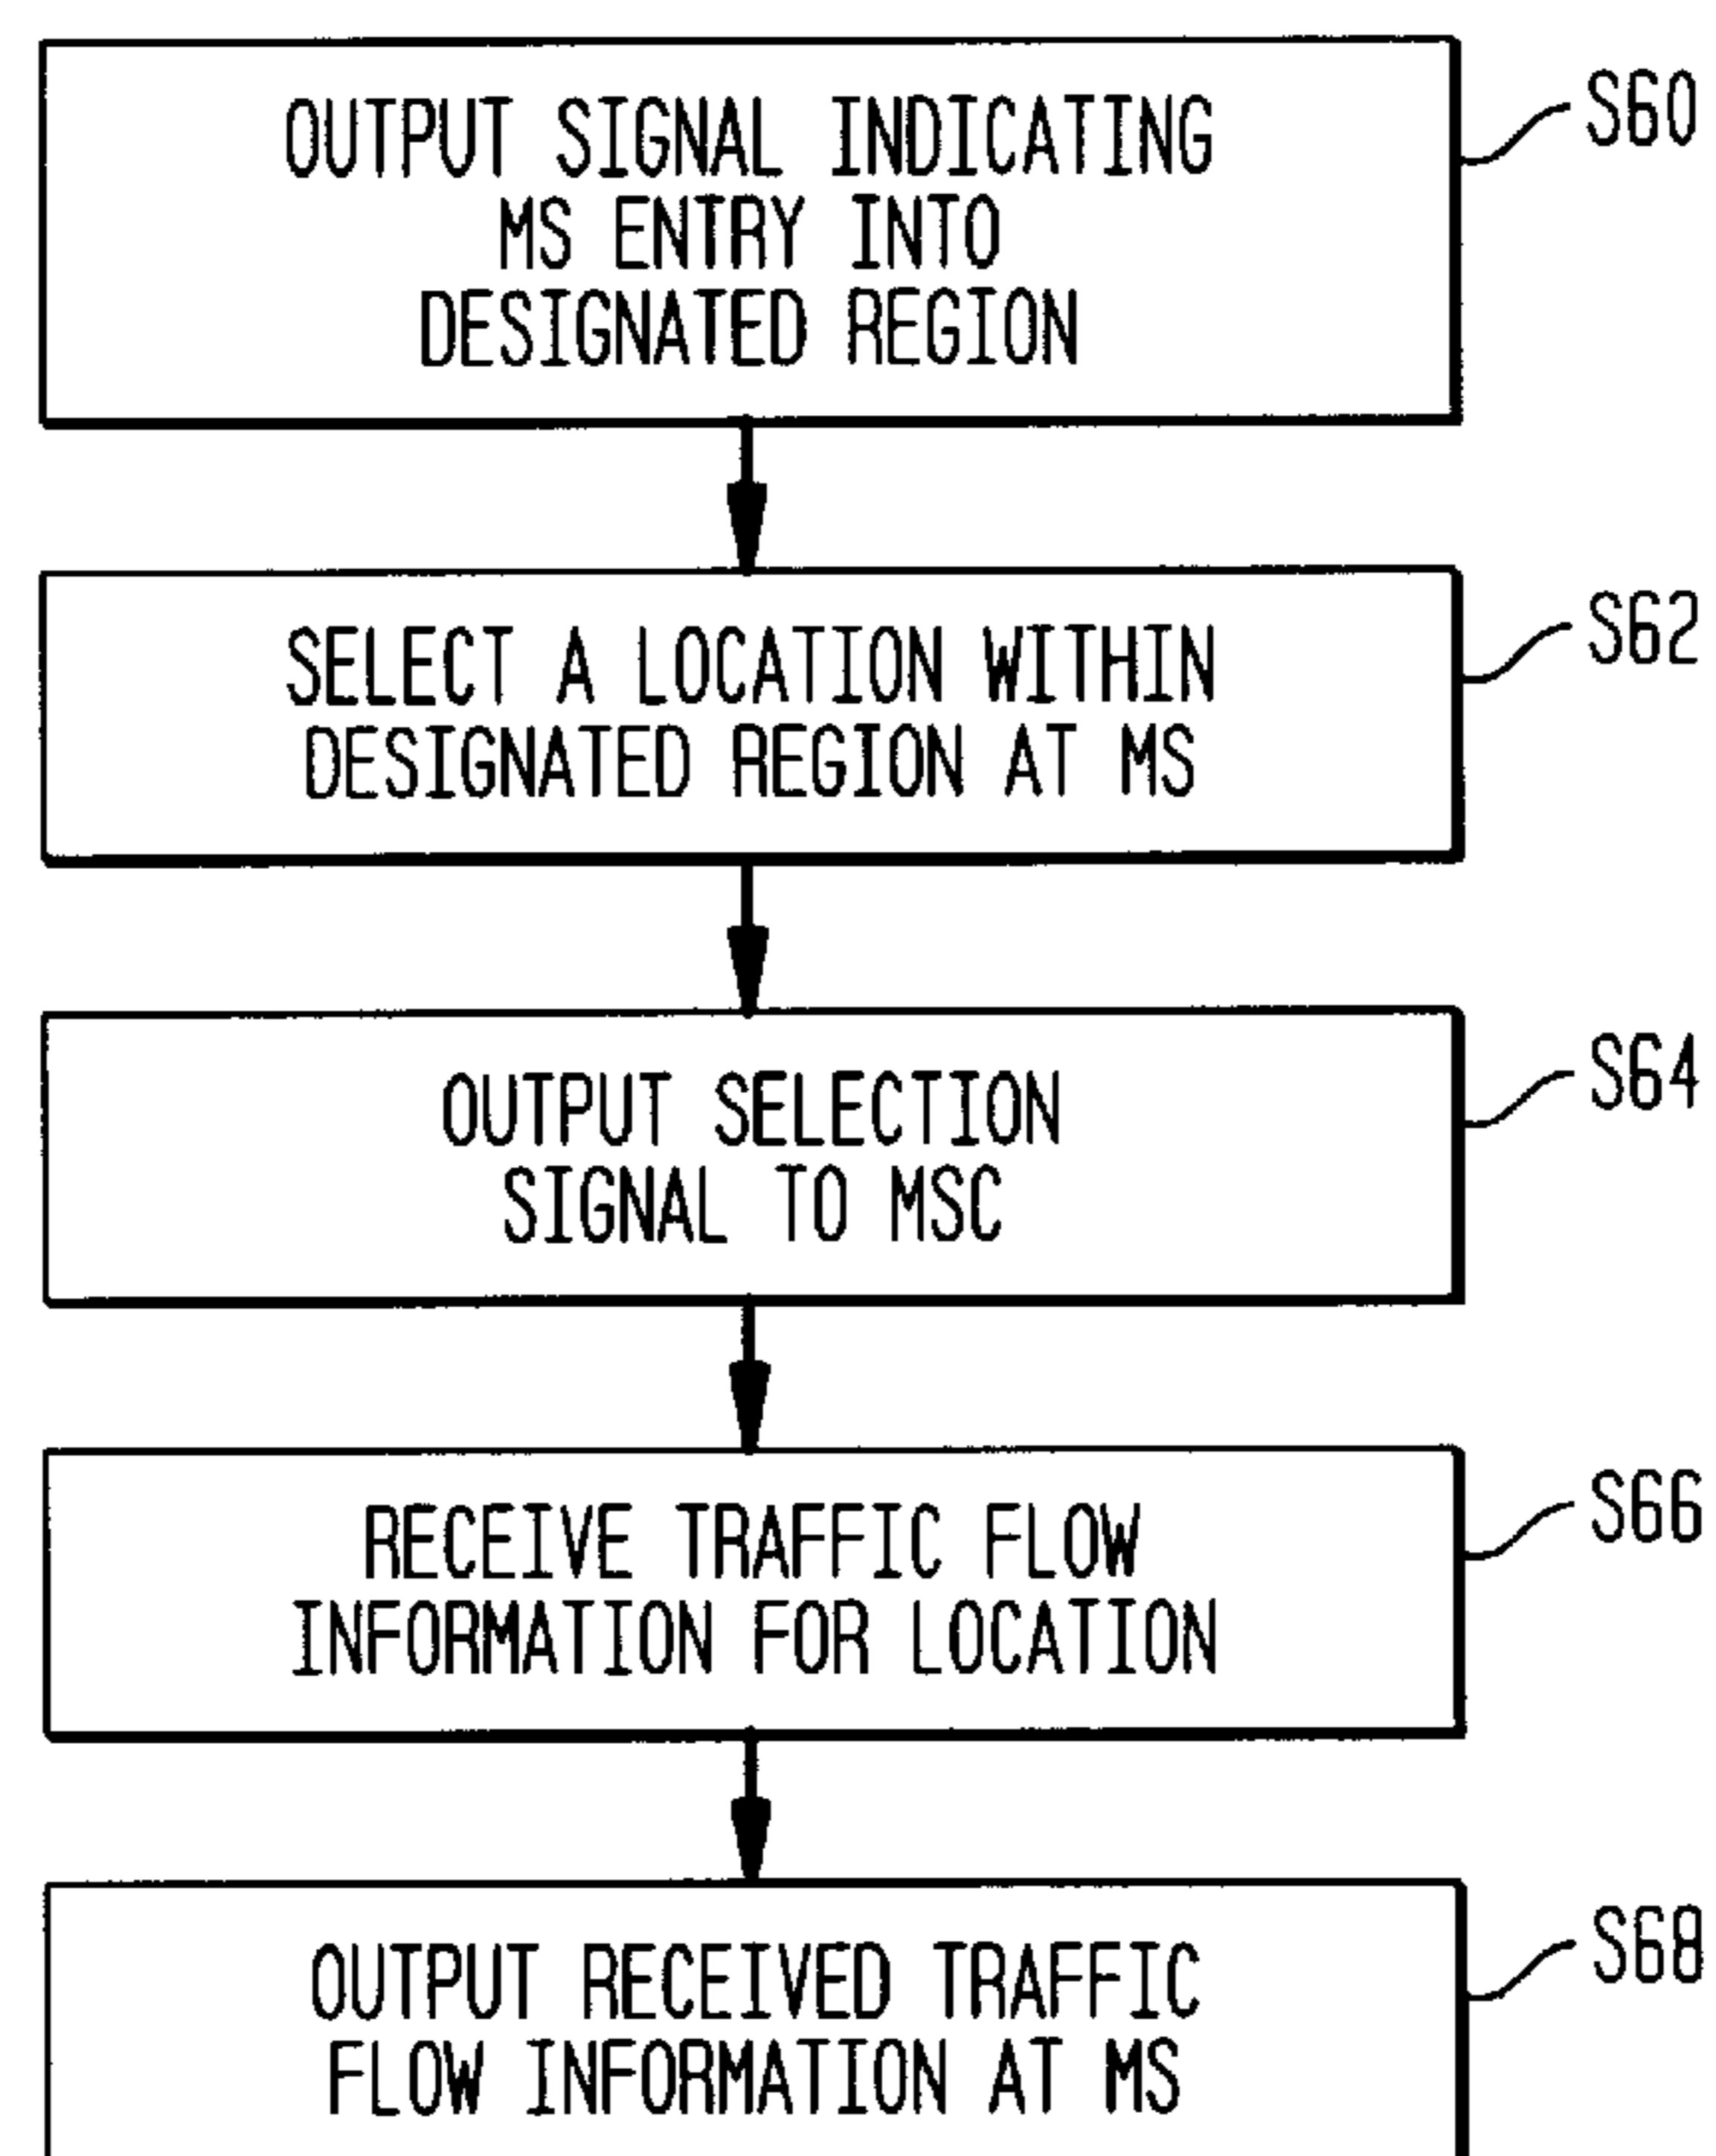 OUTPUT SIGNAL INDICATING
MS ENTRY INTO
DESIGNATED REGION
S60
SELECT A LOCATION WITHIN
DESIGNATED REGION AT MS
S62
OUTPUT SELECTION
SIGNAL TO MSC
S64
RECEIVE TRAFFIC FLOW
INFORMATION FOR LOCATION
S66
OUTPUT RECEIVED TRAFFIC
FLOW INFORMATION AT MS
S68